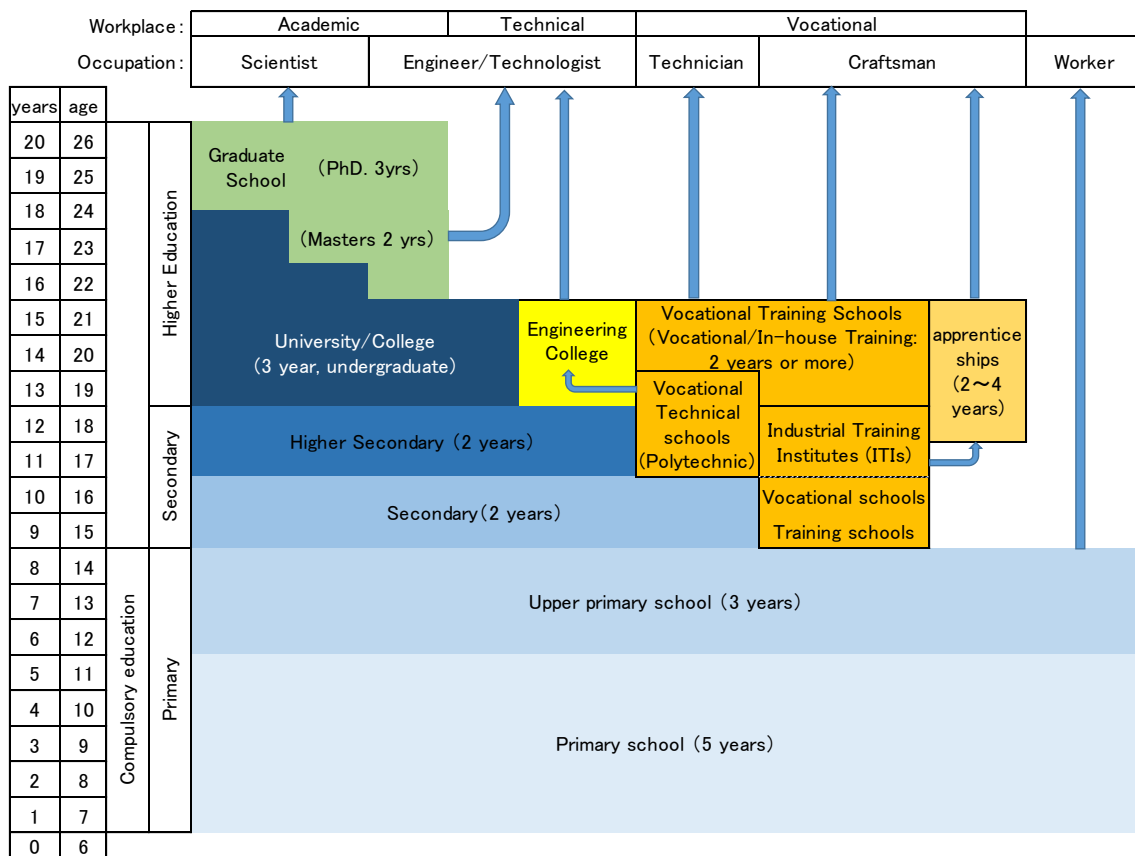 Workplace: Academic Technical Vocational
Occupation: Scientist Engineer/Technologist Technician Craftsman Worker
years age
20 26
19 25
18 24
17 23
16 22
15 21
14 20
13 19
12 18
11 17
10 16
9 15
8 14
7 13
6 12
5 11
4 10
3 9
2 8
1 7
0 6
Higher Education
Secondary
Compulsory education
Primary
Graduate
School
(PhD. 3yrs)
(Masters 2 yrs)
University/College
(3 year, undergraduate)
Engineering
College
Vocational Training Schools
(Vocational/In-house Training:
2 years or more)
apprentice
ships
(2～4
years)
Vocational
Technical
schools
(Polytechnic)
Higher Secondary (2 years)
Industrial Training
Institutes (ITIs)
Secondary(2 years)
Vocational schools
Training schools
Upper primary school (3 years)
Primary school (5 years)